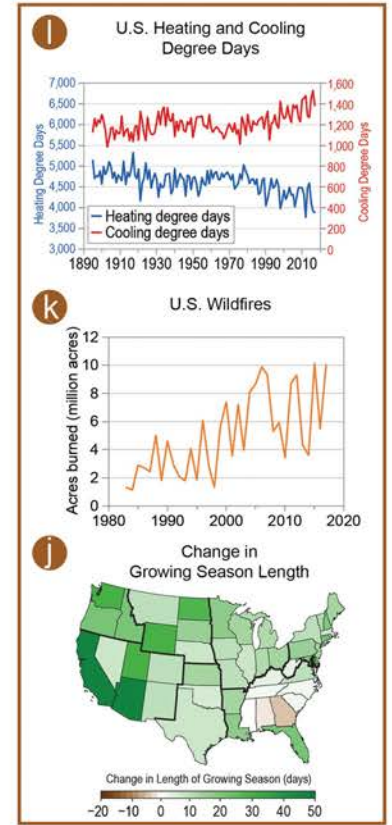 l
U.S. Heating and Cooling
Degree Days
7,000
6,500
6,000
5,500
5,000
4,500
4,000
3,500
3,000
Heating Degree Days
1,600
1,400
1,200
1,000
800
600
400
200
0
Cooling Degree Days
Heating degree days
Cooling degree days
1890 1910 1930 1950 1970 1990 2010
k
U.S. Wildfires
Acres burned (million acres)
12
10
8
6
4
2
0
1980 1990 2000 2010 2020
j
Change in
Growing Season Length
Change in Length of Growing Season (days)
−20 −10 0 10 20 30 40 50